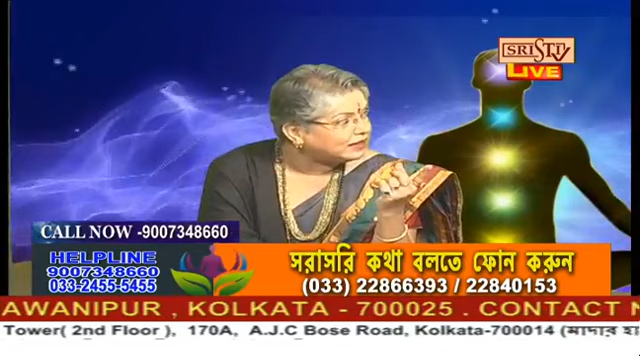 SRISTI TV
LIVE
CALL NOW -9007348660
HELPLINE
9007348660
033-2455-5455
সরাসরি কথা বলতে ফোন করুন
(033) 22866393 / 22840153
AWANIPUR , KOLKATA - 700025 . CONTACT
Tower( 2nd Floor ), 170A, A.J.C Bose Road, Kolkata-700014